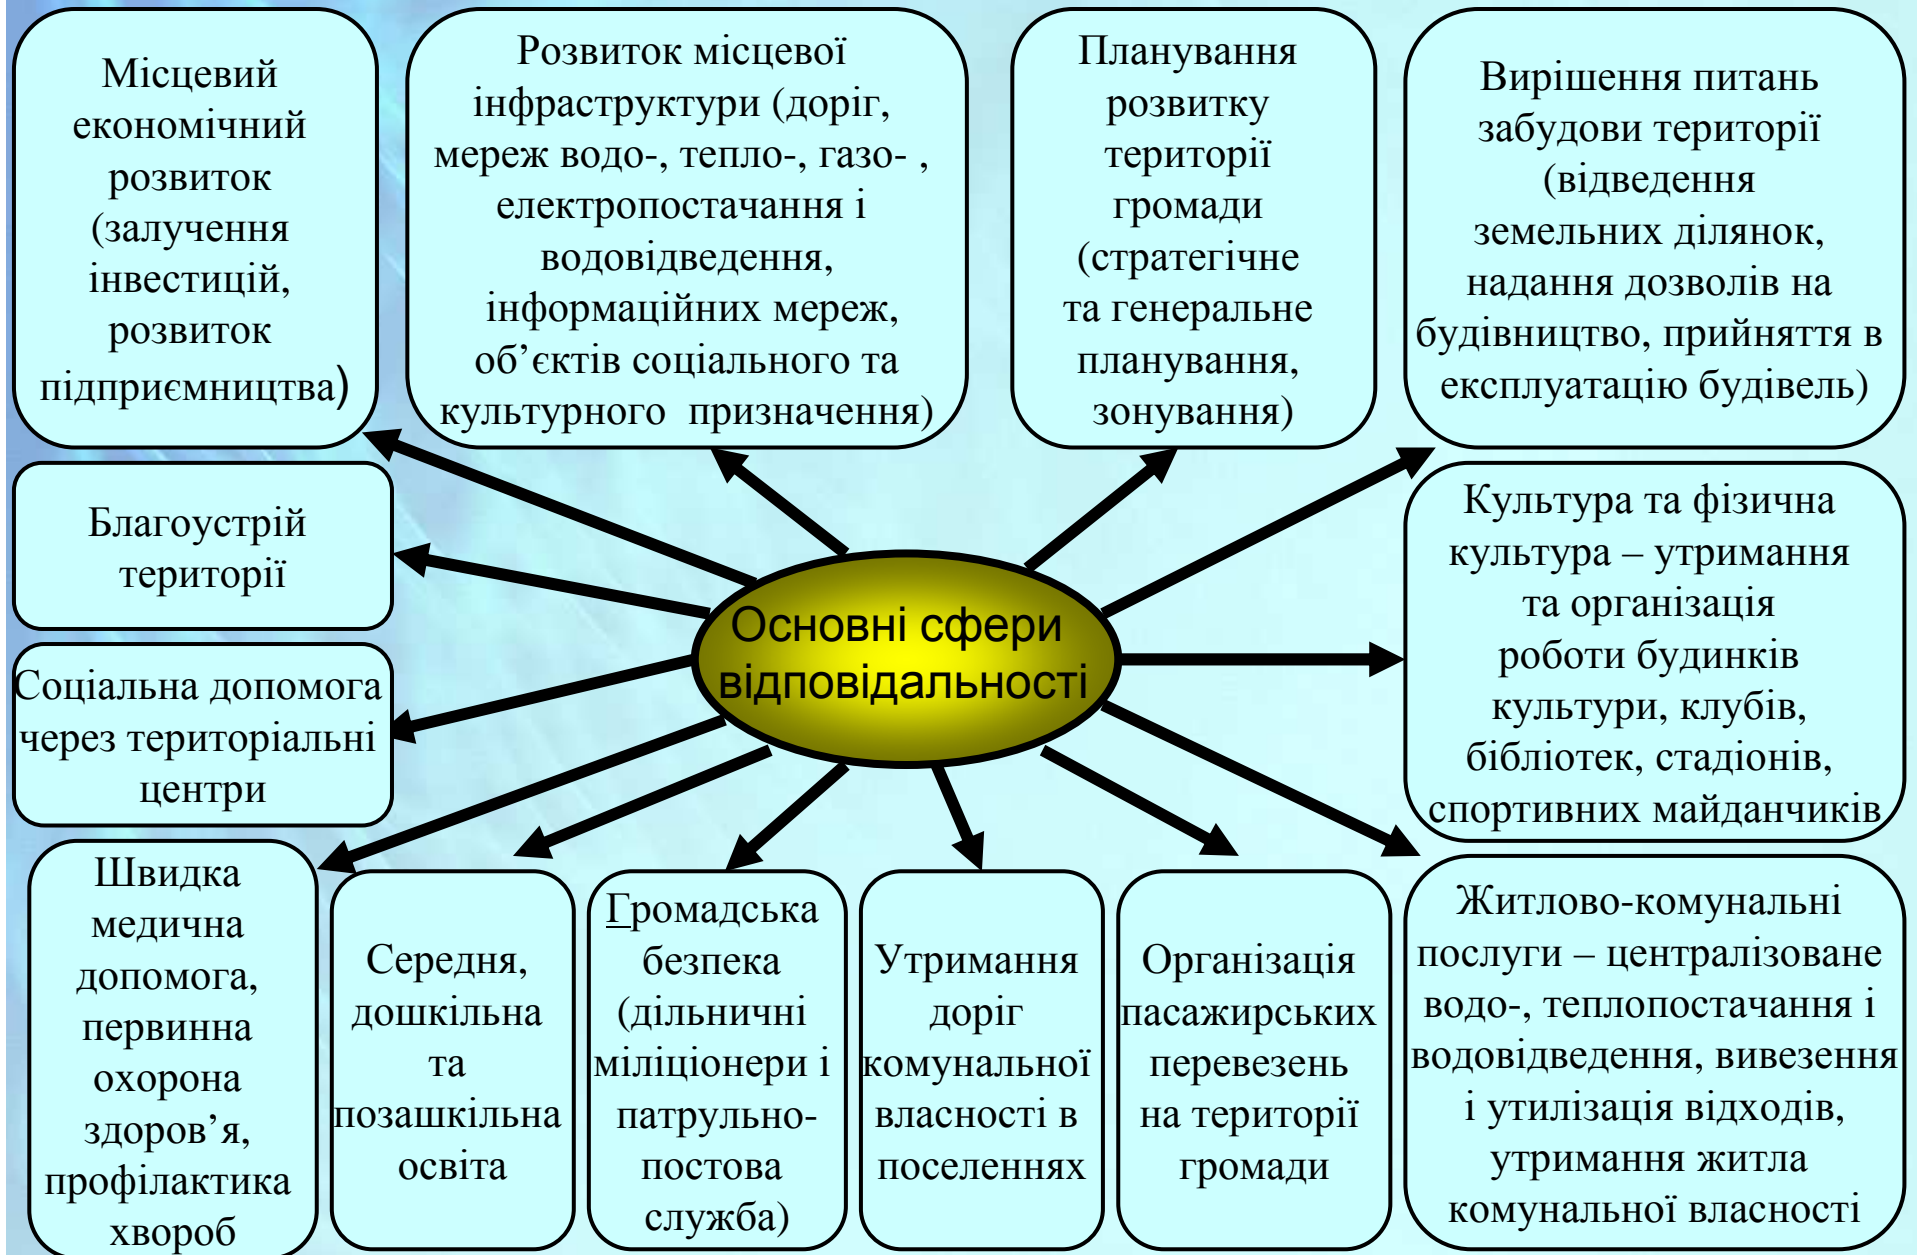 Місцевий
економічний
розвиток
(залучення
інвестицій,
розвиток
підприємництва)
Розвиток місцевої
інфраструктури (доріг,
мереж водо-, тепло-, газо- ,
електропостачання і
водовідведення,
інформаційних мереж,
об’єктів соціального та
культурного призначення)
Планування
розвитку
території
громади
(стратегічне
та генеральне
планування,
зонування)
Вирішення питань
забудови території
(відведення
земельних ділянок,
надання дозволів на
будівництво, прийняття в
експлуатацію будівель)
Благоустрій
території
Соціальна допомога
через територіальні
центри
Основні сфери
відповідальності
Культура та фізична
культура – утримання
та організація
роботи будинків
культури, клубів,
бібліотек, стадіонів,
спортивних майданчиків
Швидка
медична
допомога,
первинна
охорона
здоров’я,
профілактика
хвороб
Середня,
дошкільна
та
позашкільна
освіта
Громадська
безпека
(дільничні
міліціонери і
патрульно-
постова
служба)
Утримання
доріг
комунальної
власності в
поселеннях
Організація
пасажирських
перевезень
на території
громади
Житлово-комунальні
послуги – централізоване
водо-, теплопостачання і
водовідведення, вивезення
і утилізація відходів,
утримання житла
комунальної власності